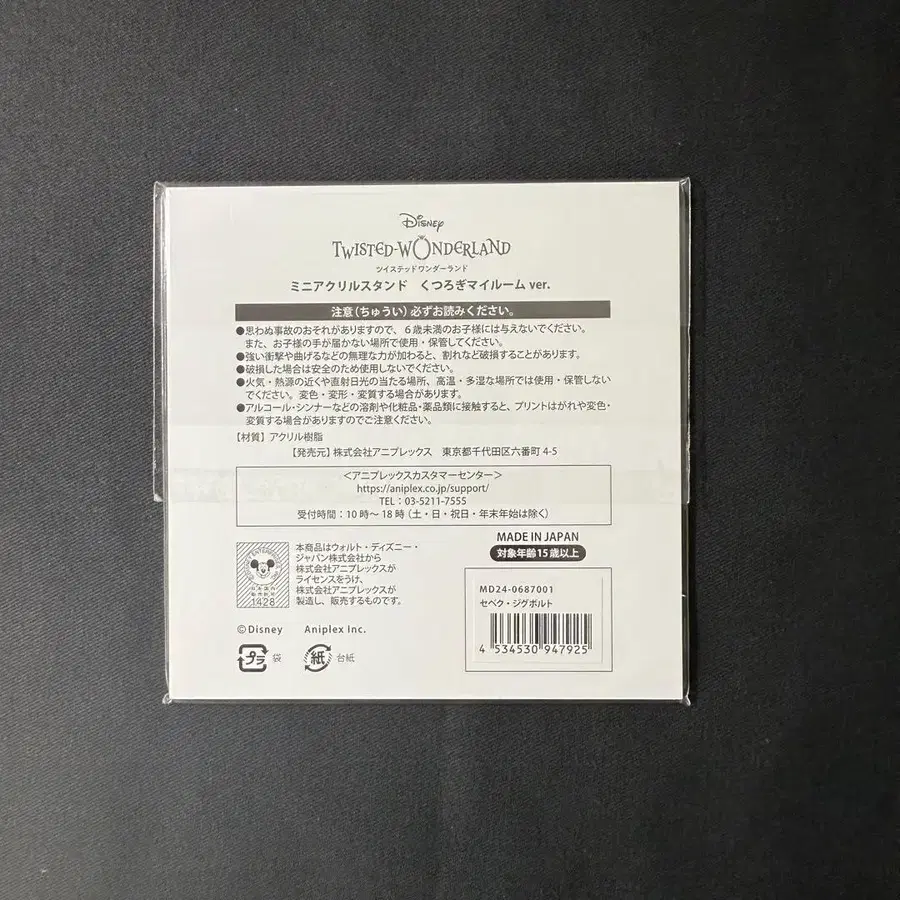 Disney
TWISTED-WONDERLAND
ツイステッドワンダーランド
ミニアクリルスタンド くつろぎマイルーム ver.
注意(ちゅうい)必ずお読みください。
●思わぬ事故のおそれがありますので、6歳未満のお子様には与えないでください。
また、お子様の手が届かない場所で使用・保管してください。
●強い衝撃や曲げるなどの無理な力が加わると、割れなど破損することがあります。
●破損した場合は安全のため使用しないでください。
●火気・熱源の近くや直射日光の当たる場所、高温・多湿な場所では使用・保管しない
でください。変色・変形・変質する場合があります。
●アルコール・シンナーなどの溶剤や化粧品・薬品類に接触すると、プリントはがれや変色・
変質する場合がありますのでご注意ください。
【材質】アクリル樹脂
【発売元】株式会社アニプレックス 東京都千代田区六番町 4-5
<アニプレックスカスタマーセンター>
https://aniplex.co.jp/support/
TEL:03-5211-7555
受付時間:10時～18時(土・日・祝日・年末年始は除く)
MADE IN JAPAN
対象年齢15歳以上
本商品はウォルト・ディズニー・
ジャパン株式会社から
株式会社アニプレックスが
ライセンスをうけ、
株式会社アニプレックスが
製造し、販売するものです。
1428
MD24-0687001
セベク・ジグボルト
4 534530 947925
©Disney Aniplex Inc.
プラ 袋 紙 台紙